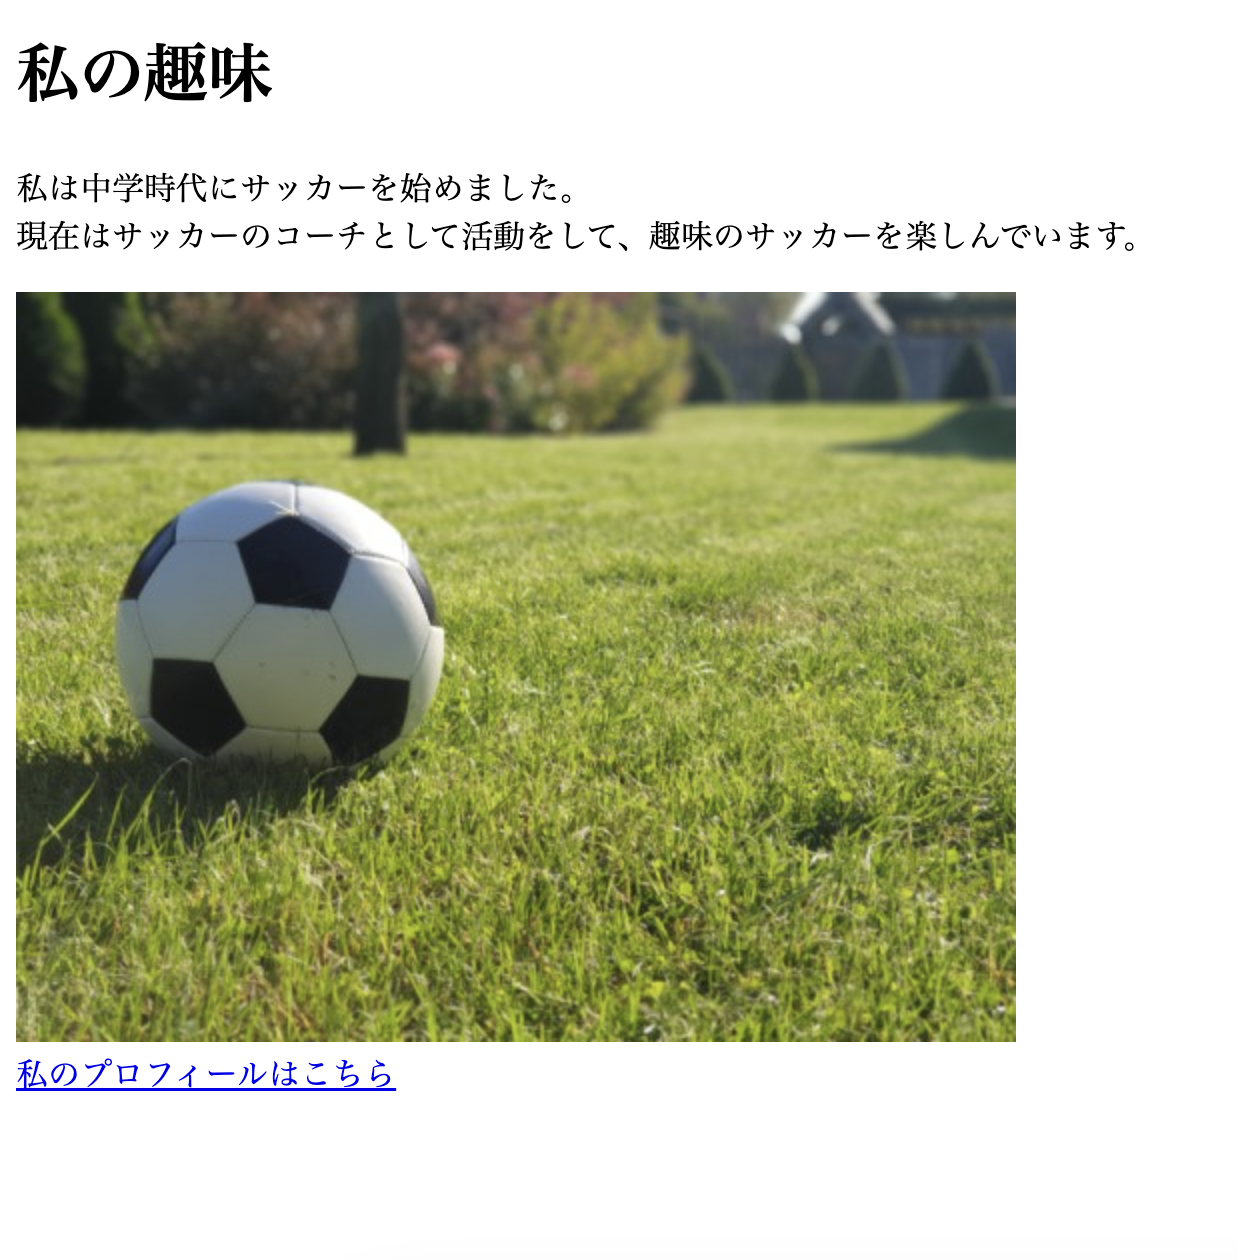 私の趣味
私は中学時代にサッカーを始めました。
現在はサッカーのコーチとして活動をして、趣味のサッカーを楽しんでいます。
私のプロフィールはこちら